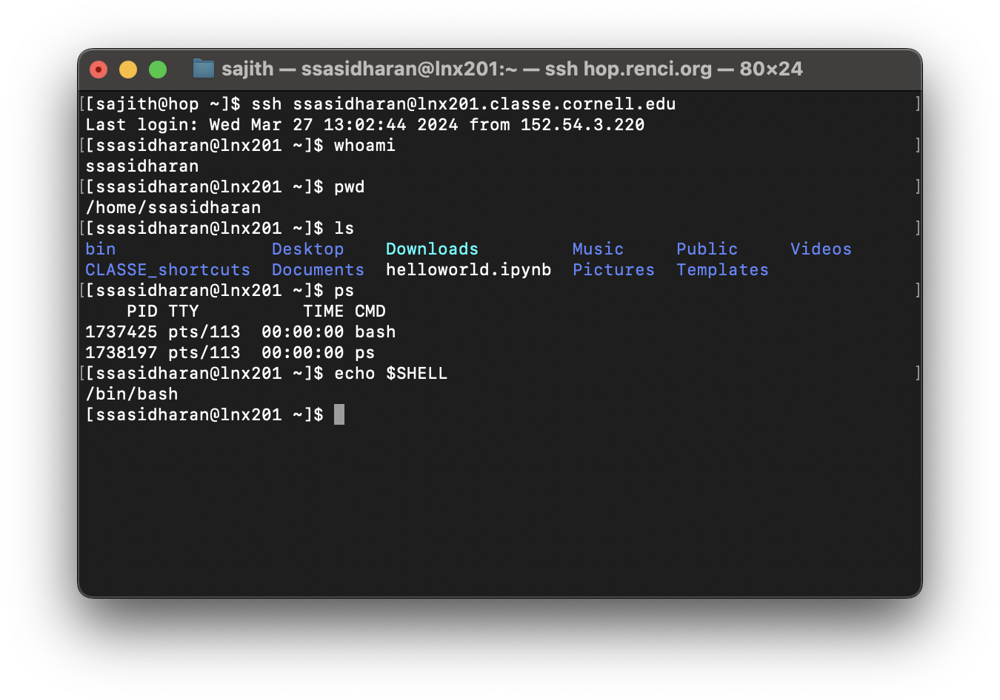 sajith — ssasidharan@lnx201:~ — ssh hop.renci.org — 80×24
[[sajith@hop ~]$ ssh ssasidharan@lnx201.classe.cornell.edu ]
Last login: Wed Mar 27 13:02:44 2024 from 152.54.3.220
[[ssasidharan@lnx201 ~]$ whoami ]
ssasidharan
[[ssasidharan@lnx201 ~]$ pwd ]
/home/ssasidharan
[[ssasidharan@lnx201 ~]$ ls ]
bin Desktop Downloads Music Public Videos
CLASSE_shortcuts Documents helloworld.ipynb Pictures Templates
[[ssasidharan@lnx201 ~]$ ps ]
PID TTY TIME CMD
1737425 pts/113 00:00:00 bash
1738197 pts/113 00:00:00 ps
[[ssasidharan@lnx201 ~]$ echo $SHELL ]
/bin/bash
[ssasidharan@lnx201 ~]$